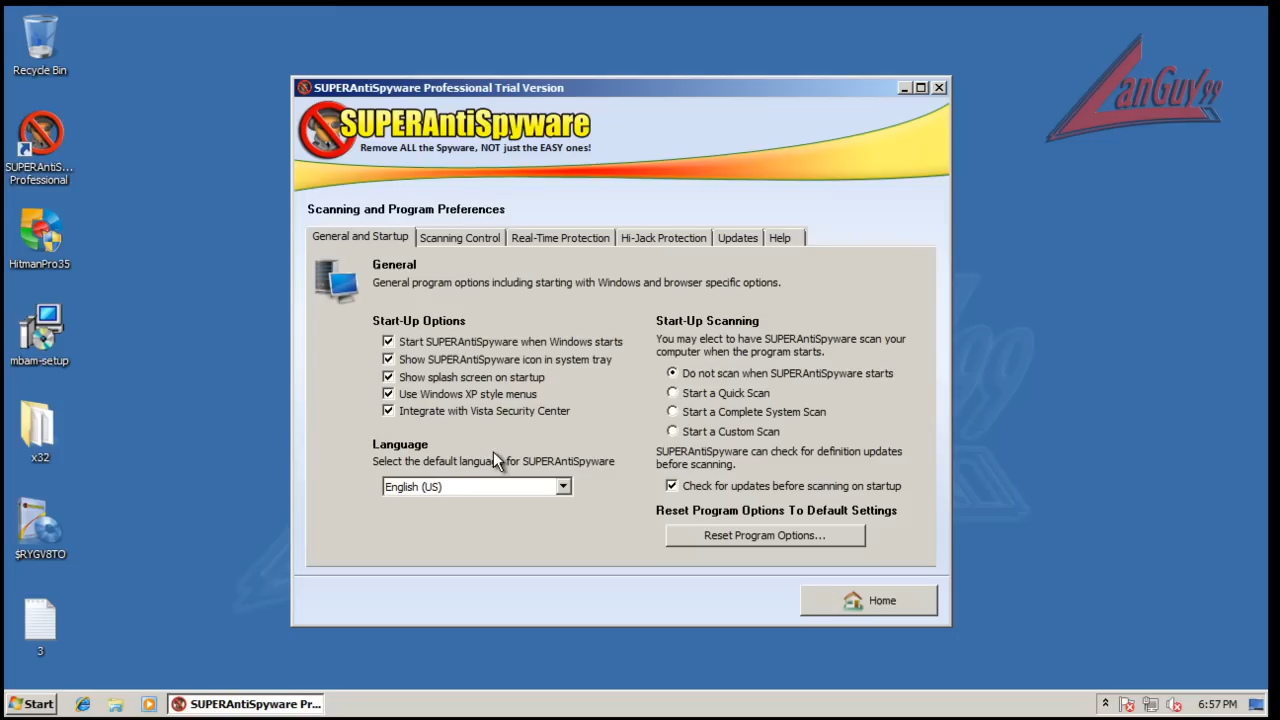 Recycle Bin
SUPERAntiS...
Professional
HitmanPro35
mbam-setup
x32
$RYGV8TO
3
LanGuy99
SUPERAntiSpyware Professional Trial Version
SUPERAntiSpyware
Remove ALL the Spyware, NOT just the EASY ones!
Scanning and Program Preferences
General and Startup Scanning Control Real-Time Protection Hi-Jack Protection Updates Help
General
General program options including starting with Windows and browser specific options.
Start-Up Options
Start SUPERAntiSpyware when Windows starts
Show SUPERAntiSpyware icon in system tray
Show splash screen on startup
Use Windows XP style menus
Integrate with Vista Security Center
Language
Select the default language for SUPERAntiSpyware
English (US)
Start-Up Scanning
You may elect to have SUPERAntiSpyware scan your
computer when the program starts.
Do not scan when SUPERAntiSpyware starts
Start a Quick Scan
Start a Complete System Scan
Start a Custom Scan
SUPERAntiSpyware can check for definition updates
before scanning.
Check for updates before scanning on startup
Reset Program Options To Default Settings
Reset Program Options...
Home
Start SUPERAntiSpyware Pr... 6:57 PM